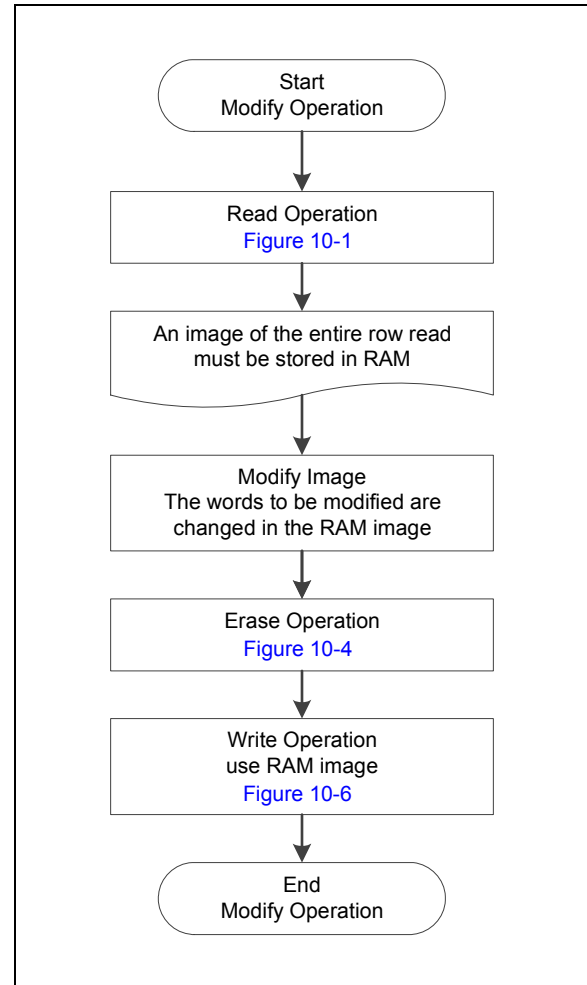 Start
Modify Operation
Read Operation
Figure 10-1
An image of the entire row read
must be stored in RAM
Modify Image
The words to be modified are
changed in the RAM image
Erase Operation
Figure 10-4
Write Operation
use RAM image
Figure 10-6
End
Modify Operation